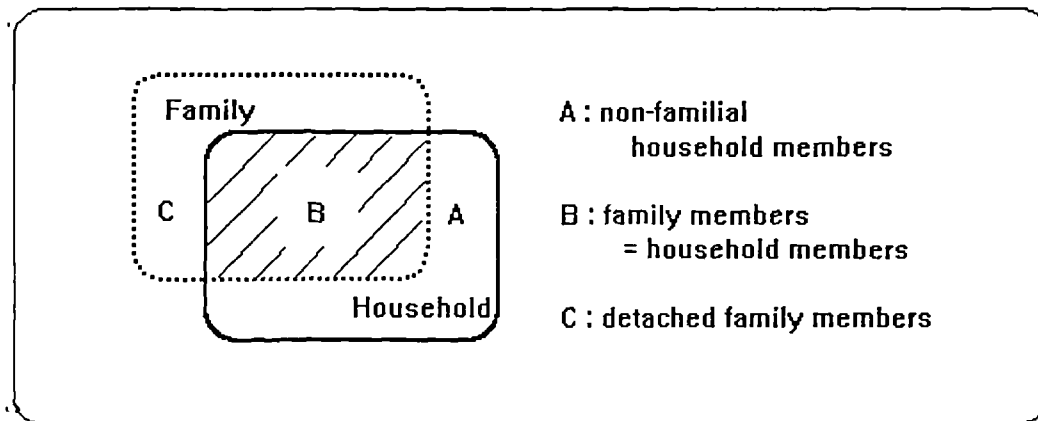 Family
C
B
A
Household
A : non-familial
household members
B : family members
= household members
C : detached family members